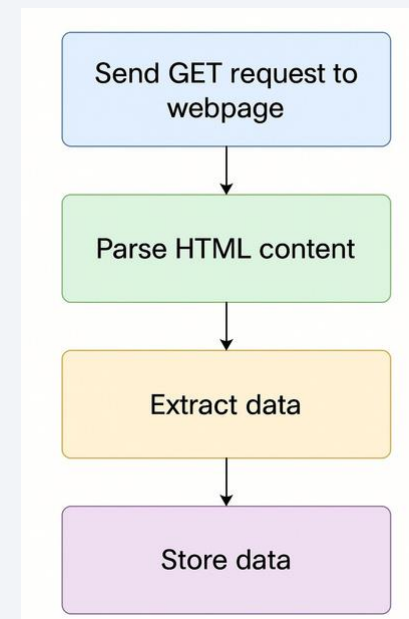 Send GET request to
webpage
Parse HTML content
Extract data
Store data